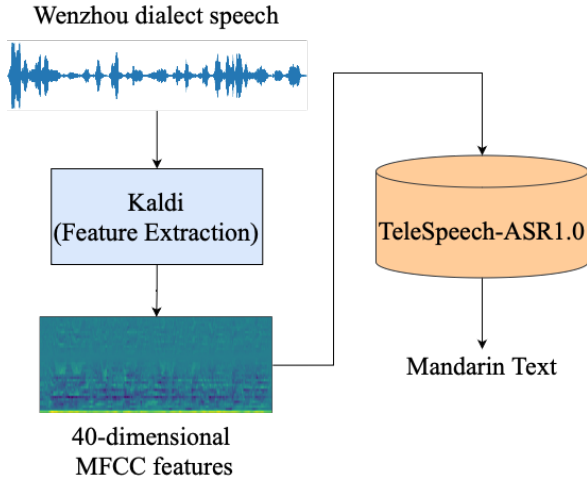 Wenzhou dialect speech
Kaldi
(Feature Extraction)
40-dimensional
MFCC features
TeleSpeech-ASR1.0
Mandarin Text